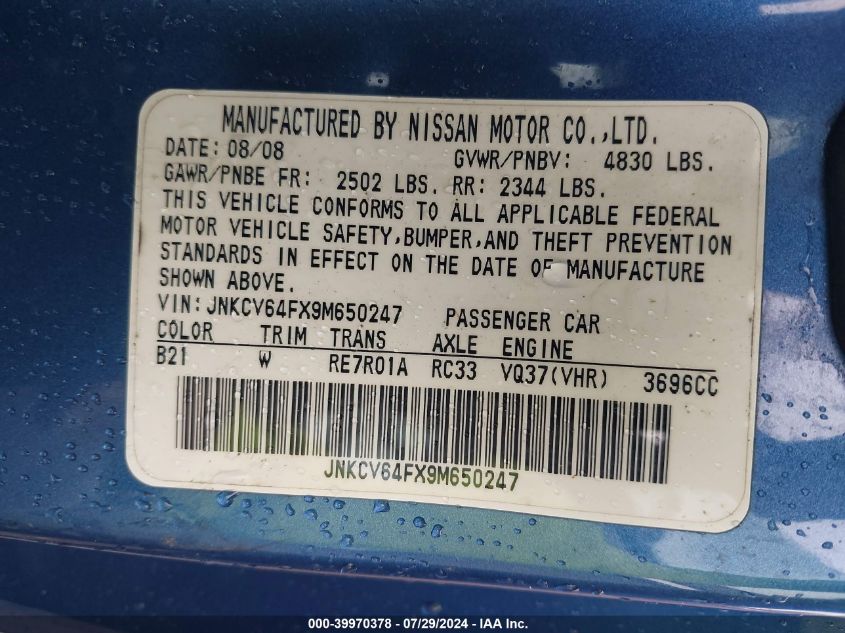 MANUFACTURED BY NISSAN MOTOR CO.,LTD.
DATE: 08/08 GVWR/PNBV: 4830 LBS.
GAWR/PNBE FR: 2502 LBS. RR: 2344 LBS.
THIS VEHICLE CONFORMS TO ALL APPLICABLE FEDERAL
MOTOR VEHICLE SAFETY,BUMPER,AND THEFT PREVENTION
STANDARDS IN EFFECT ON THE DATE OF MANUFACTURE
SHOWN ABOVE.
VIN:JNKCV64FX9M650247 PASSENGER CAR
COLOR TRIM TRANS AXLE ENGINE
B21 W RE7R01A RC33 VQ37(VHR) 3696CC
JNKCV64FX9M650247
000-39970378 - 07/29/2024 - IAA Inc.